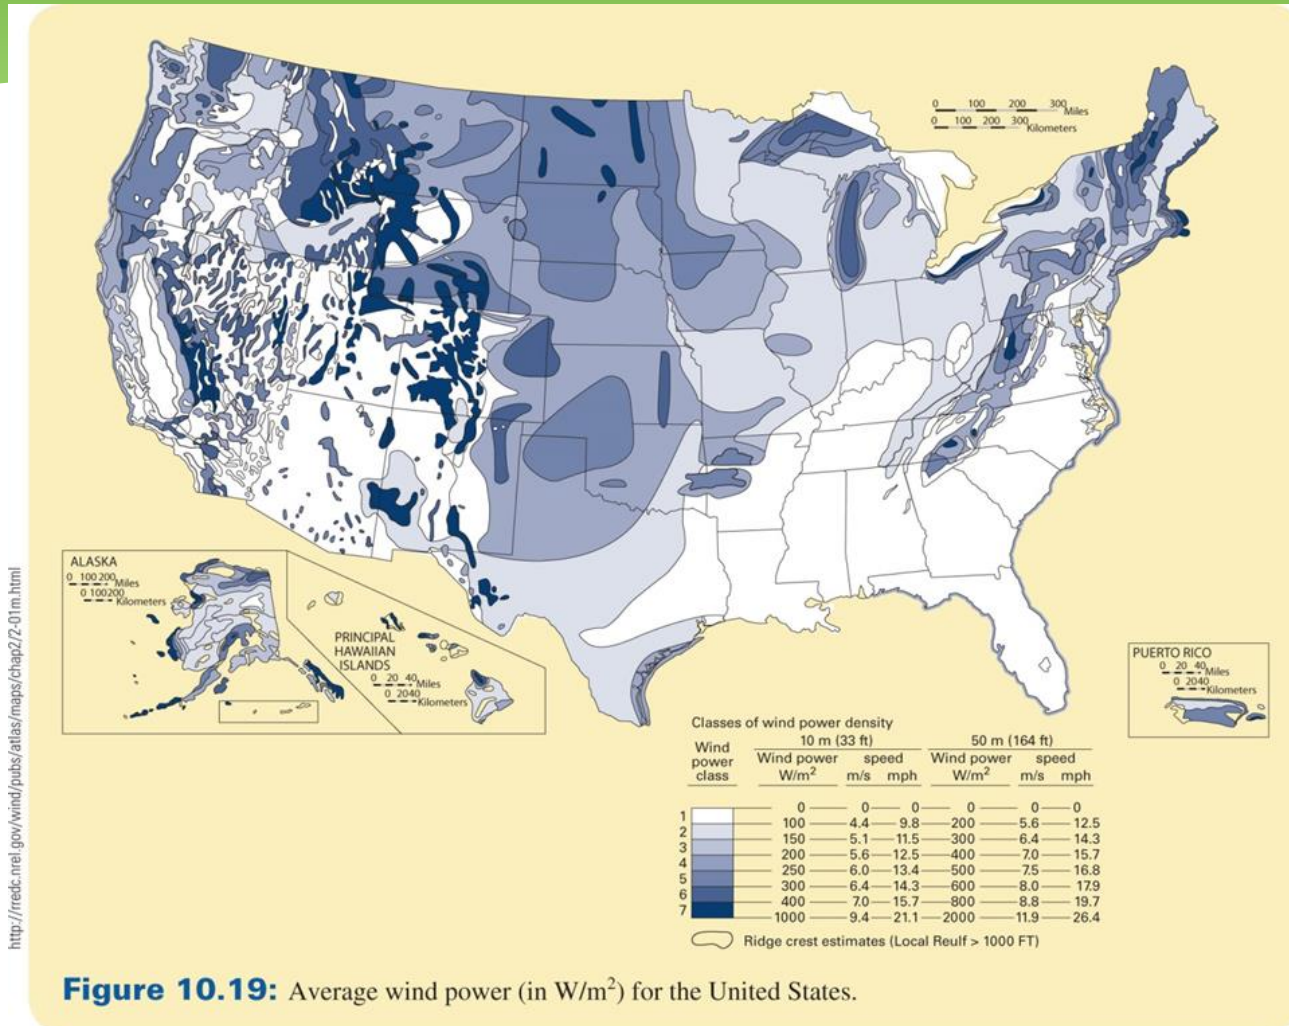 0 100 200 300 Miles
0 100 200 300 Kilometers
ALASKA
0 100 200 Miles
0 100 200 Kilometers
PRINCIPAL
HAWAIIAN
ISLANDS
0 20 40 Miles
0 20 40 Kilometers
PUERTO RICO
0 20 40 Miles
0 20 40 Kilometers
http://rredc.nrel.gov/wind/pubs/atlas/maps/chap2/2-01m.html
Classes of wind power density
Wind power class 10 m (33 ft) 50 m (164 ft)
Wind power W/m² speed m/s mph Wind power W/m² speed m/s mph
0 0 0 0 0 0
1
100 4.4 9.8 200 5.6 12.5
2
150 5.1 11.5 300 6.4 14.3
3
200 5.6 12.5 400 7.0 15.7
4
250 6.0 13.4 500 7.5 16.8
5
300 6.4 14.3 600 8.0 17.9
6
400 7.0 15.7 800 8.8 19.7
7
1000 9.4 21.1 2000 11.9 26.4
Ridge crest estimates (Local Reulf > 1000 FT)
Figure 10.19: Average wind power (in W/m²) for the United States.